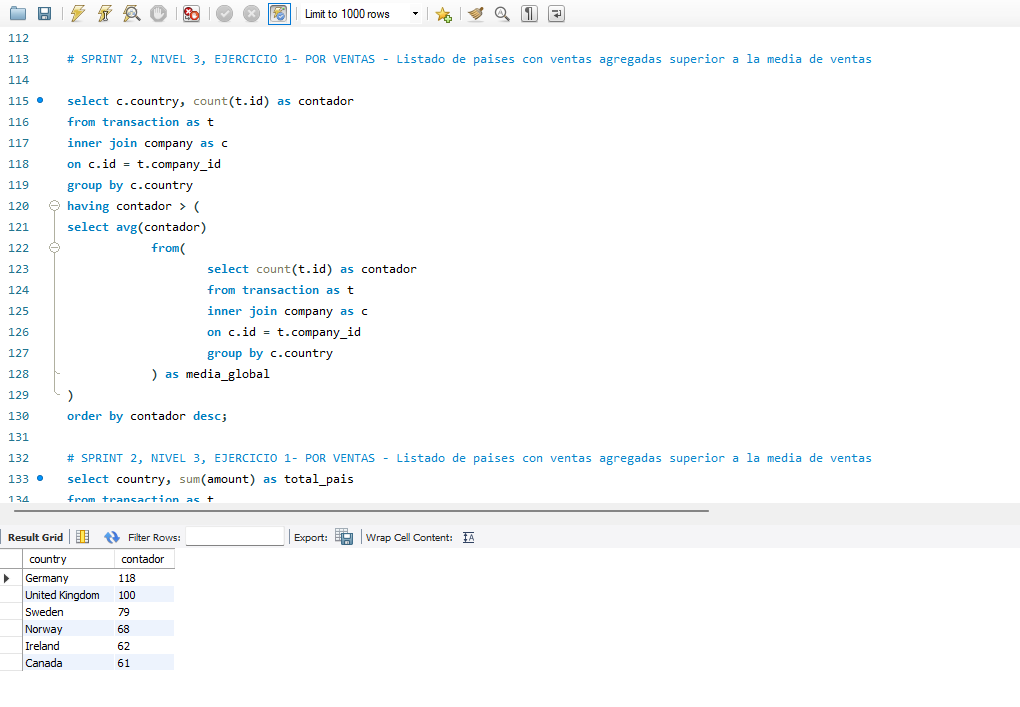 Limit to 1000 rows
112
113 # SPRINT 2, NIVEL 3, EJERCICIO 1- POR VENTAS - Listado de paises con ventas agregadas superior a la media de ventas
114
115 select c.country, count(t.id) as contador
116 from transaction as t
117 inner join company as c
118 on c.id = t.company_id
119 group by c.country
120 having contador > (
121 select avg(contador)
122 from(
123 select count(t.id) as contador
124 from transaction as t
125 inner join company as c
126 on c.id = t.company_id
127 group by c.country
128 ) as media_global
129 )
130 order by contador desc;
131
132 # SPRINT 2, NIVEL 3, EJERCICIO 1- POR VENTAS - Listado de paises con ventas agregadas superior a la media de ventas
133 select country, sum(amount) as total_pais
134 from transaction as t
Result Grid Filter Rows: Export: Wrap Cell Content:
country contador
Germany 118
United Kingdom 100
Sweden 79
Norway 68
Ireland 62
Canada 61